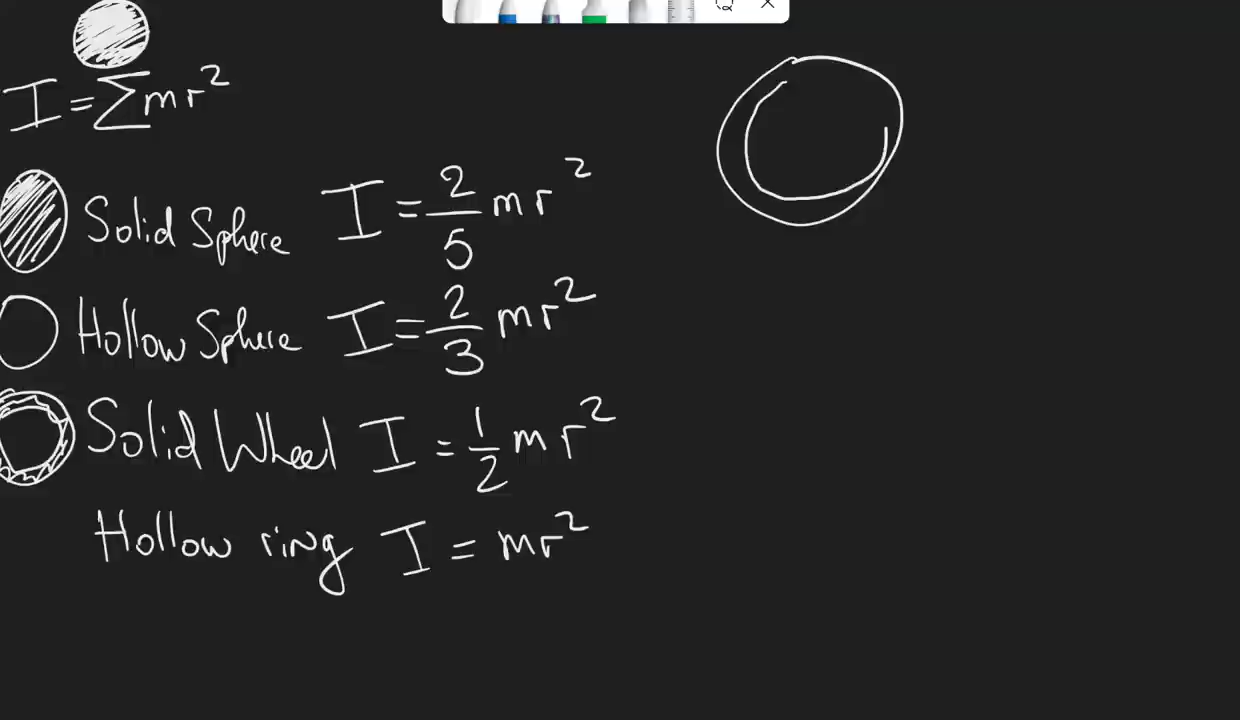 I = Σmr²
Solid Sphere I = 2/5 mr²
Hollow Sphere I = 2/3 mr²
Solid Wheel I = 1/2 mr²
Hollow ring I = mr²